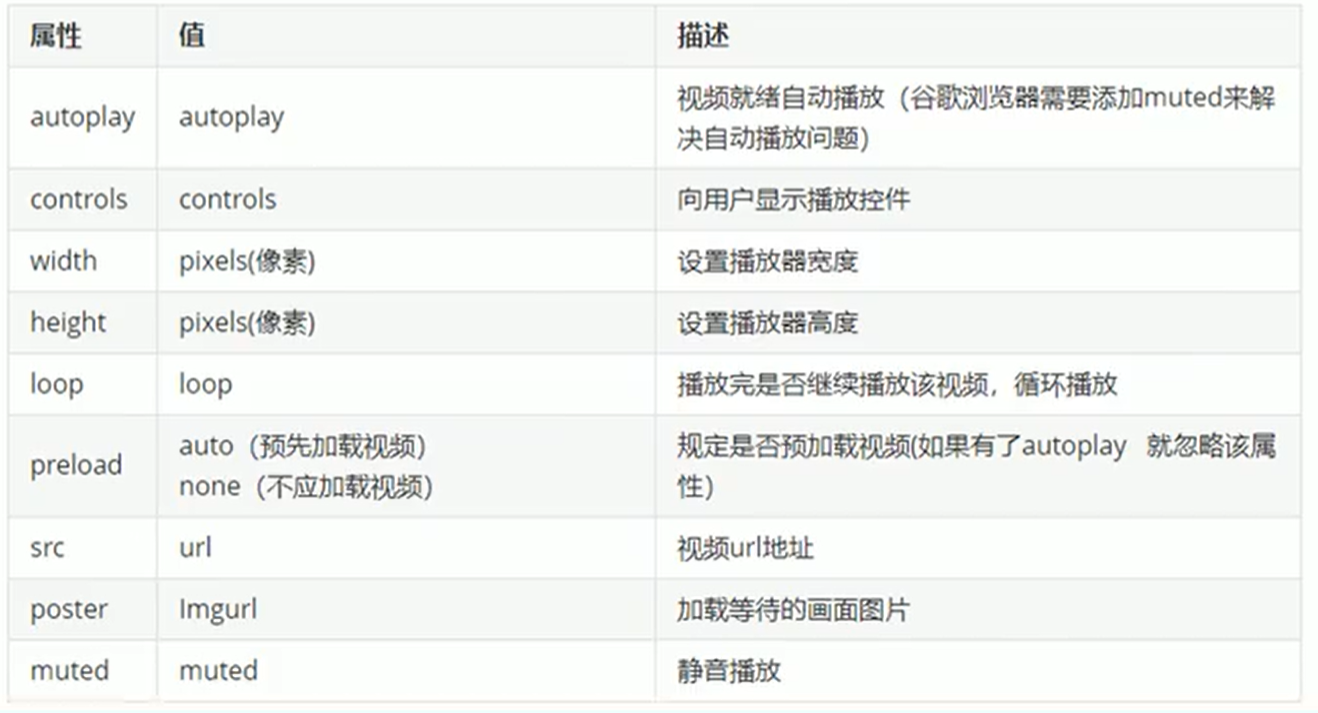 属性 值 描述
autoplay autoplay 视频就绪自动播放（谷歌浏览器需要添加muted来解
决自动播放问题）
controls controls 向用户显示播放控件
width pixels(像素) 设置播放器宽度
height pixels(像素) 设置播放器高度
loop loop 播放完是否继续播放该视频，循环播放
preload auto（预先加载视频）
none（不应加载视频） 规定是否预加载视频(如果有了autoplay 就忽略该属
性)
src url 视频url地址
poster Imgurl 加载等待的画面图片
muted muted 静音播放